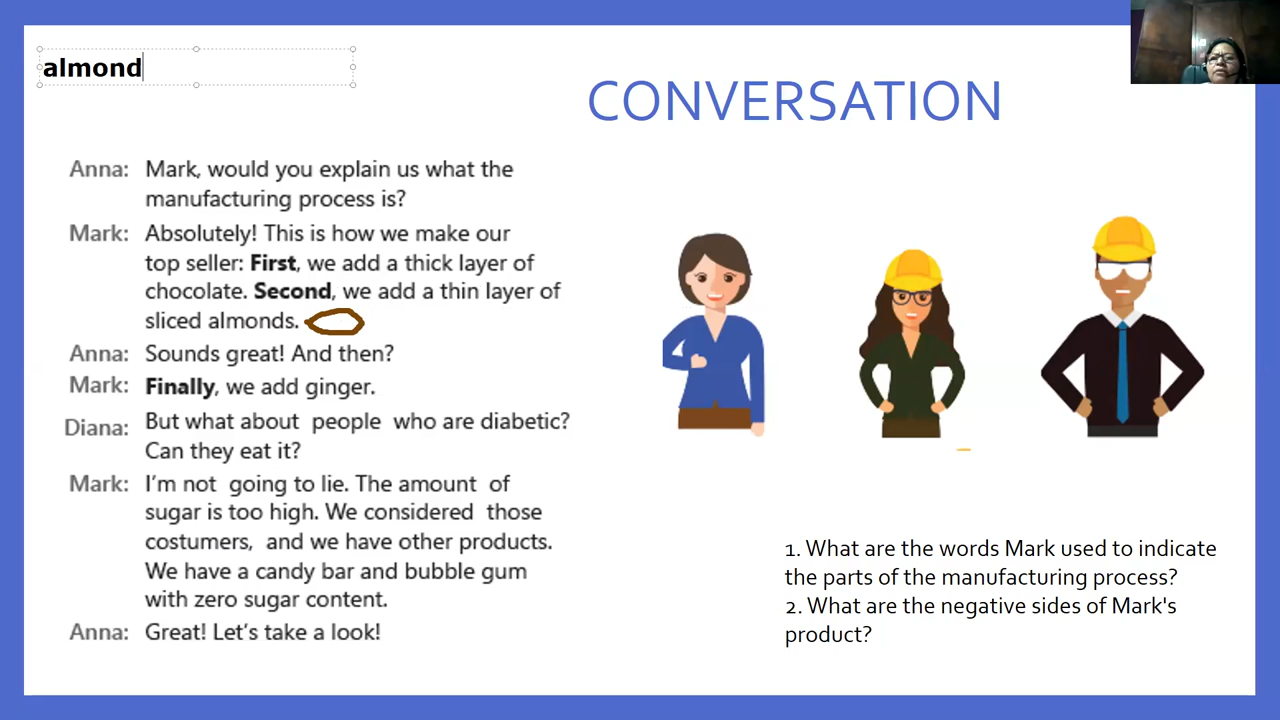 almond
CONVERSATION
Anna: Mark, would you explain us what the
manufacturing process is?
Mark: Absolutely! This is how we make our
top seller: First, we add a thick layer of
chocolate. Second, we add a thin layer of
sliced almonds.
Anna: Sounds great! And then?
Mark: Finally, we add ginger.
Diana: But what about people who are diabetic?
Can they eat it?
Mark: I'm not going to lie. The amount of
sugar is too high. We considered those
costumers, and we have other products.
We have a candy bar and bubble gum
with zero sugar content.
Anna: Great! Let's take a look!
1. What are the words Mark used to indicate
the parts of the manufacturing process?
2. What are the negative sides of Mark's
product?